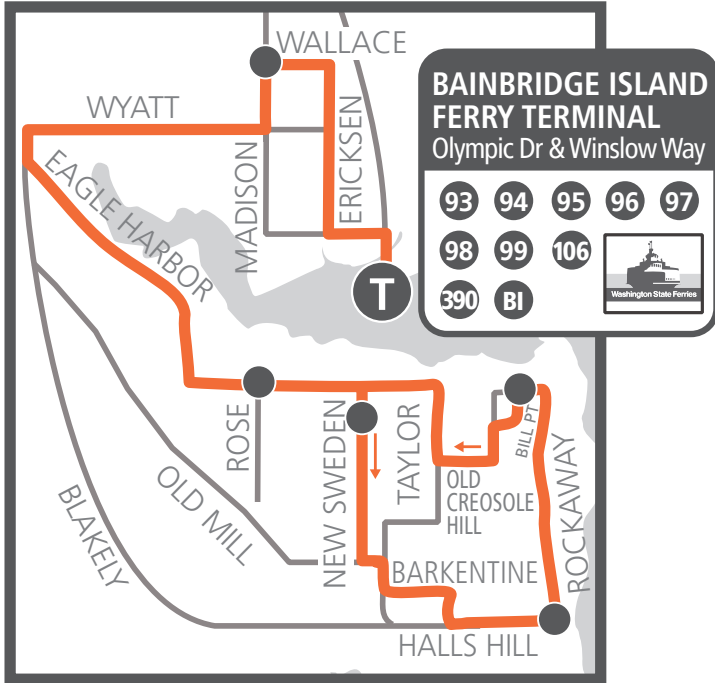 WALLACE
WYATT
EAGLE HARBOR
MADISON
ERICKSEN
T
BAINBRIDGE ISLAND
FERRY TERMINAL
Olympic Dr & Winslow Way
93 94 95 96 97
98 99 106
390 BI
Washington State Ferries
ROSE
NEW SWEDEN
TAYLOR
BILL PT
ROCKAWAY
OLD
CREOSOLE
HILL
OLD MILL
BLAKELY
BARKENTINE
HALLS HILL